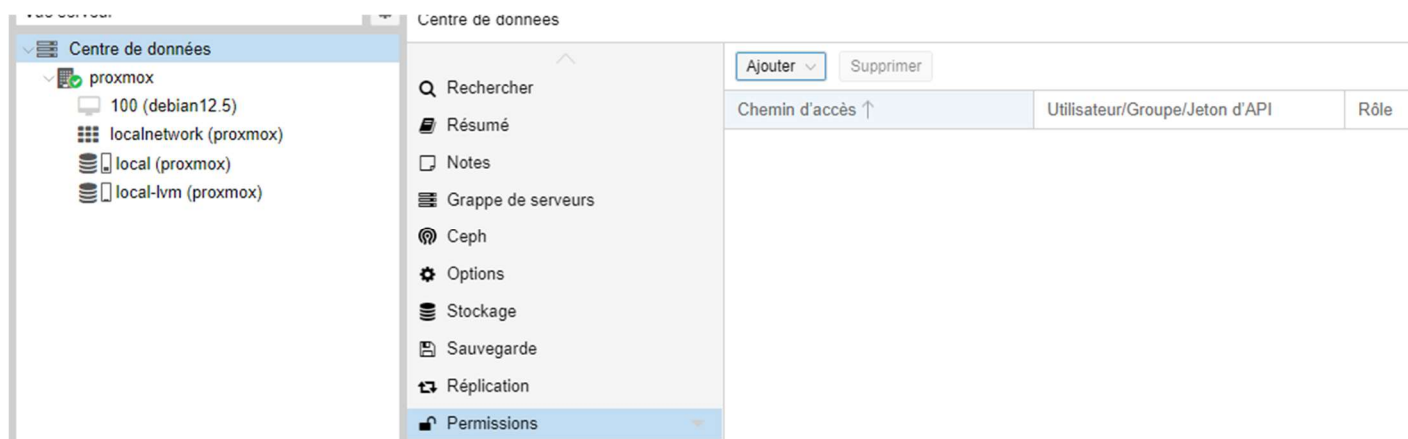 Vue serveur
Centre de données
Centre de données
proxmox
100 (debian12.5)
localnetwork (proxmox)
local (proxmox)
local-lvm (proxmox)
Rechercher
Résumé
Notes
Grappe de serveurs
Ceph
Options
Stockage
Sauvegarde
Réplication
Permissions
Ajouter
Supprimer
Chemin d'accès ↑ Utilisateur/Groupe/Jeton d'API Rôle